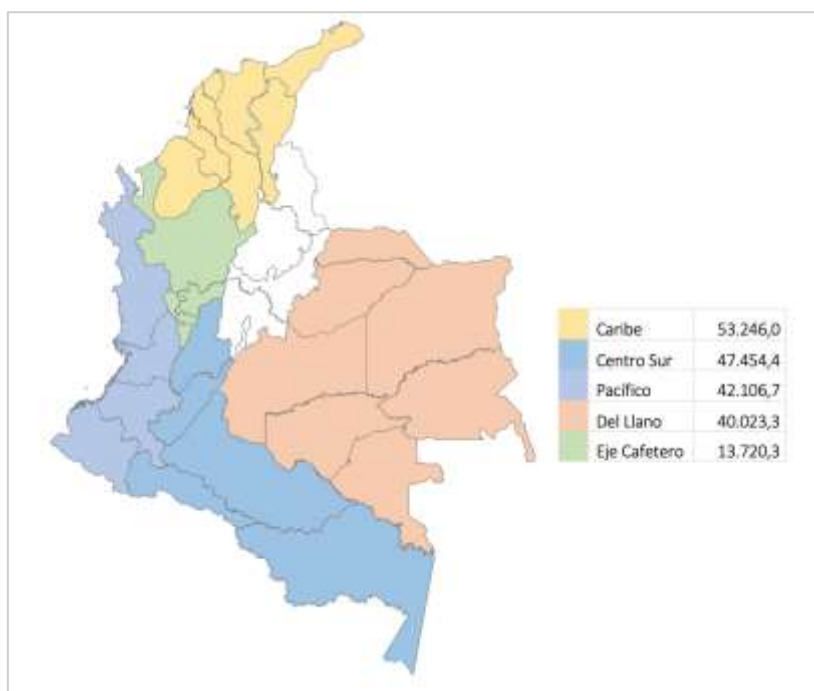 Caribe 53.246,0
Centro Sur 47.454,4
Pacífico 42.106,7
Del Llano 40.023,3
Eje Cafetero 13.720,3